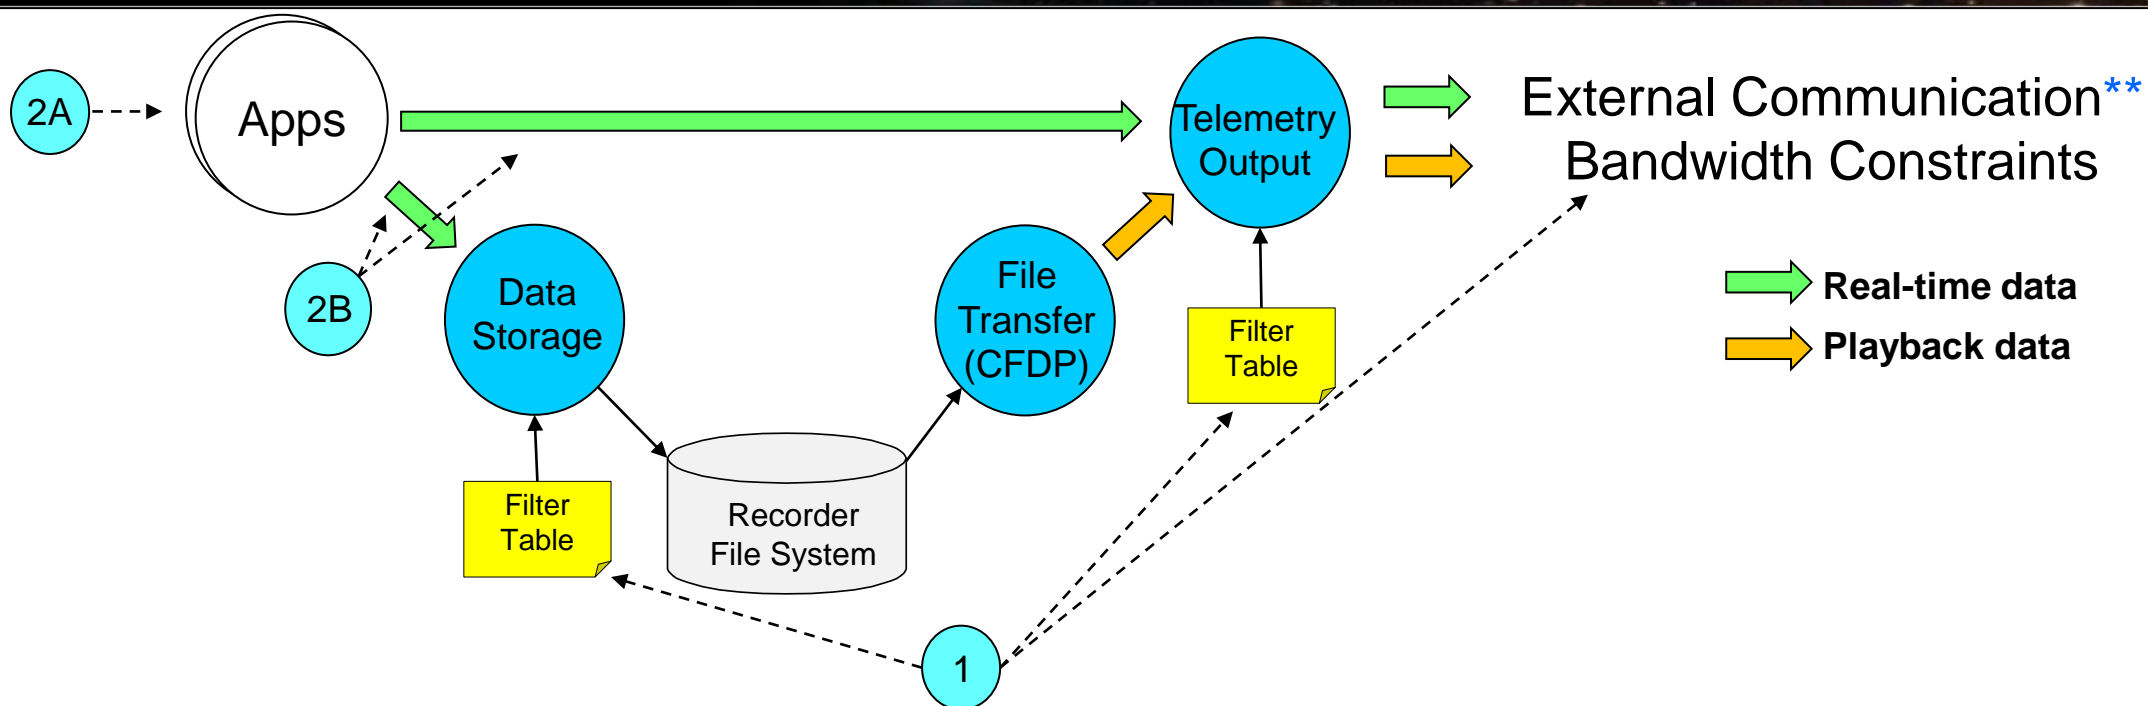 2A
Apps
Telemetry
Output
External Communication**
Bandwidth Constraints
2B
Data
Storage
File
Transfer
(CFDP)
Filter
Table
Real-time data
Playback data
Filter
Table
Recorder
File System
1